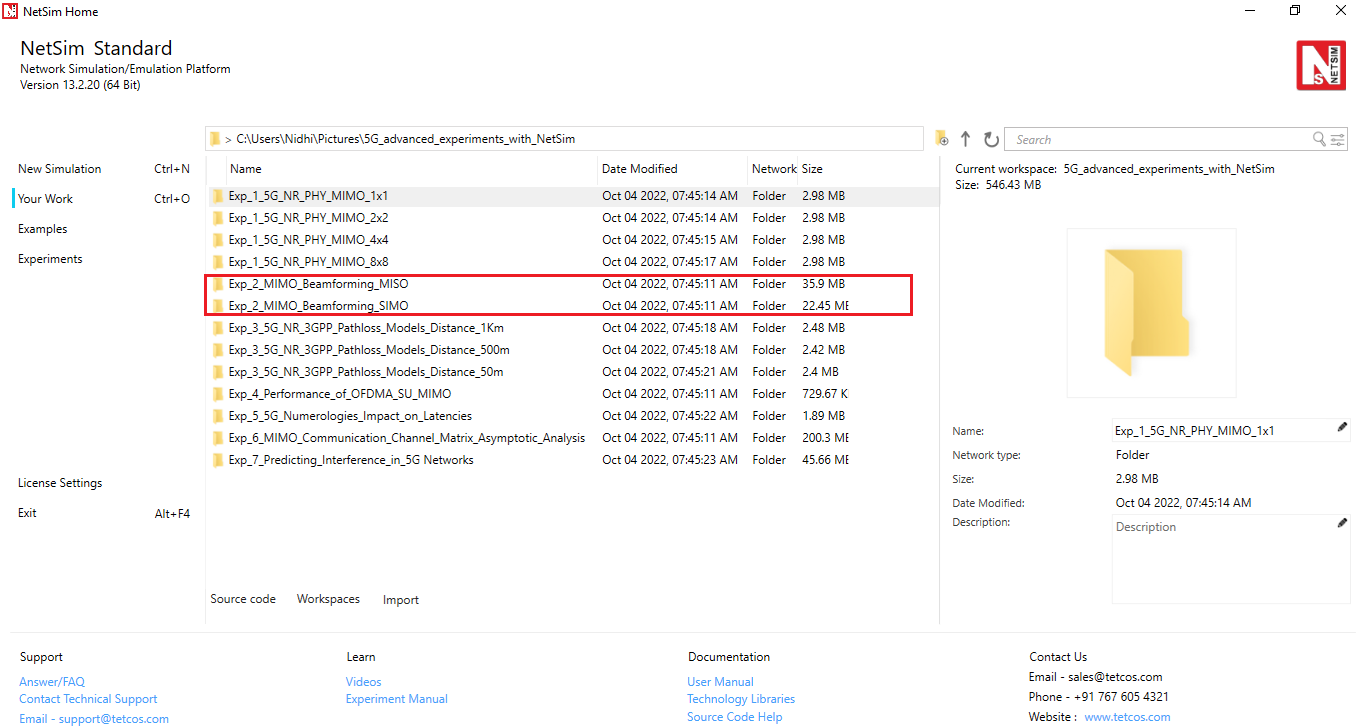 NetSim Home
NetSim Standard
Network Simulation/Emulation Platform
Version 13.2.20 (64 Bit)
NETSIM
> C:\Users\Nidhi\Pictures\5G_advanced_experiments_with_NetSim
Search
New Simulation Ctrl+N
Your Work Ctrl+O
Examples
Experiments
License Settings
Exit Alt+F4
Name Date Modified Network Size
Exp_1_5G_NR_PHY_MIMO_1x1 Oct 04 2022, 07:45:14 AM Folder 2.98 MB
Exp_1_5G_NR_PHY_MIMO_2x2 Oct 04 2022, 07:45:14 AM Folder 2.98 MB
Exp_1_5G_NR_PHY_MIMO_4x4 Oct 04 2022, 07:45:15 AM Folder 2.98 MB
Exp_1_5G_NR_PHY_MIMO_8x8 Oct 04 2022, 07:45:17 AM Folder 2.98 MB
Exp_2_MIMO_Beamforming_MISO Oct 04 2022, 07:45:11 AM Folder 35.9 MB
Exp_2_MIMO_Beamforming_SIMO Oct 04 2022, 07:45:11 AM Folder 22.45 ME
Exp_3_5G_NR_3GPP_Pathloss_Models_Distance_1Km Oct 04 2022, 07:45:18 AM Folder 2.48 MB
Exp_3_5G_NR_3GPP_Pathloss_Models_Distance_500m Oct 04 2022, 07:45:18 AM Folder 2.42 MB
Exp_3_5G_NR_3GPP_Pathloss_Models_Distance_50m Oct 04 2022, 07:45:21 AM Folder 2.4 MB
Exp_4_Performance_of_OFDMA_SU_MIMO Oct 04 2022, 07:45:11 AM Folder 729.67 K
Exp_5_5G_Numerologies_Impact_on_Latencies Oct 04 2022, 07:45:22 AM Folder 1.89 MB
Exp_6_MIMO_Communication_Channel_Matrix_Asymptotic_Analysis Oct 04 2022, 07:45:11 AM Folder 200.3 ME
Exp_7_Predicting_Interference_in_5G Networks Oct 04 2022, 07:45:23 AM Folder 45.66 ME
Source code Workspaces Import
Current workspace: 5G_advanced_experiments_with_NetSim
Size: 546.43 MB
Name: Exp_1_5G_NR_PHY_MIMO_1x1
Network type: Folder
Size: 2.98 MB
Date Modified: Oct 04 2022, 07:45:14 AM
Description: Description
Support
Answer/FAQ
Contact Technical Support
Email - support@tetcos.com
Learn
Videos
Experiment Manual
Documentation
User Manual
Technology Libraries
Source Code Help
Contact Us
Email - sales@tetcos.com
Phone - +91 767 605 4321
Website : www.tetcos.com